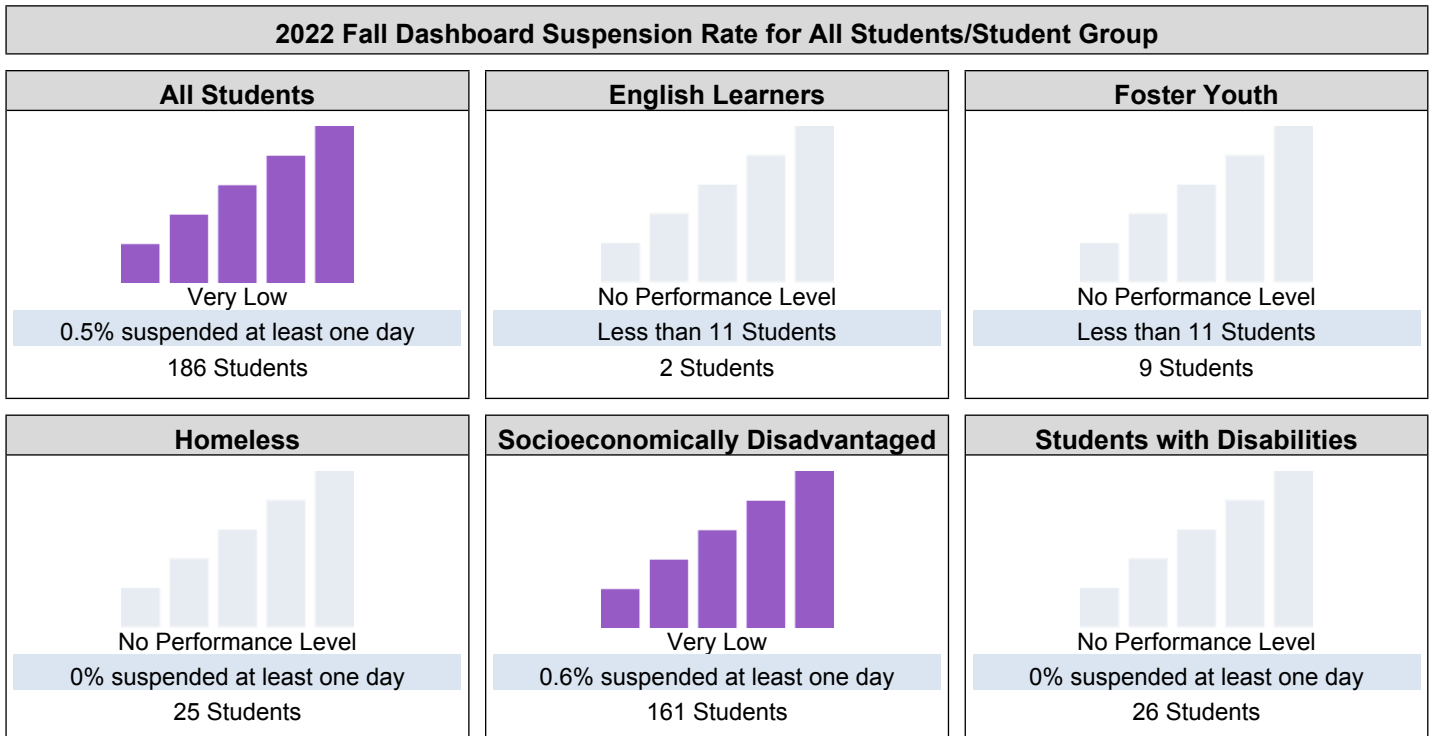 2022 Fall Dashboard Suspension Rate for All Students/Student Group
All Students
Very Low
0.5% suspended at least one day
186 Students
English Learners
No Performance Level
Less than 11 Students
2 Students
Foster Youth
No Performance Level
Less than 11 Students
9 Students
Homeless
No Performance Level
0% suspended at least one day
25 Students
Socioeconomically Disadvantaged
Very Low
0.6% suspended at least one day
161 Students
Students with Disabilities
No Performance Level
0% suspended at least one day
26 Students